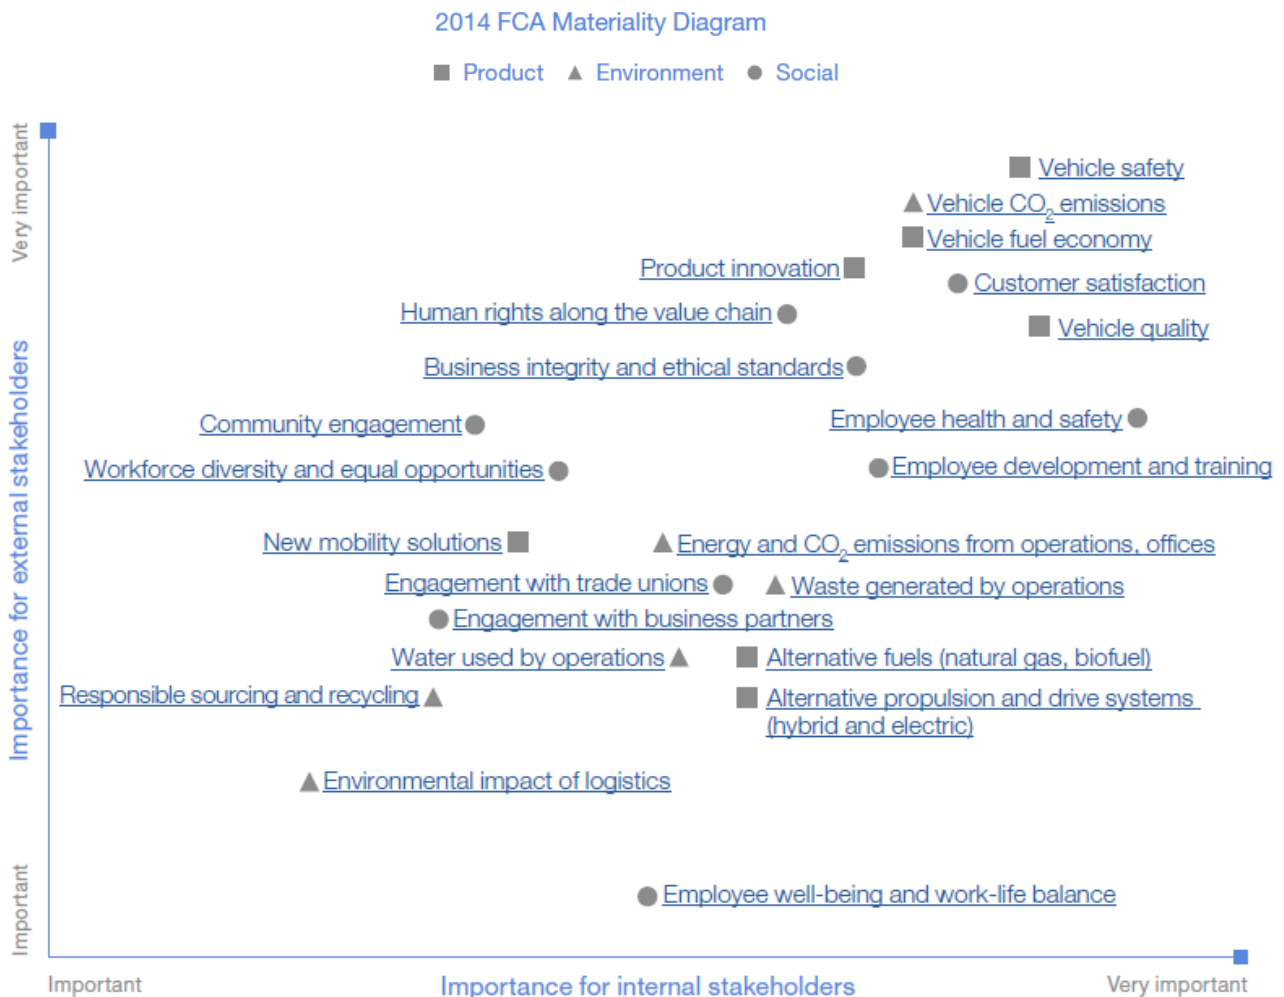 2014 FCA Materiality Diagram
Product Environment Social
Very important
Vehicle safety
Vehicle CO2 emissions
Vehicle fuel economy
Product innovation
Customer satisfaction
Human rights along the value chain
Vehicle quality
Business integrity and ethical standards
Community engagement
Employee health and safety
Workforce diversity and equal opportunities
Employee development and training
Importance for external stakeholders
New mobility solutions
Energy and CO2 emissions from operations, offices
Engagement with trade unions
Waste generated by operations
Engagement with business partners
Water used by operations
Alternative fuels (natural gas, biofuel)
Responsible sourcing and recycling
Alternative propulsion and drive systems
(hybrid and electric)
Environmental impact of logistics
Important
Employee well-being and work-life balance
Important
Importance for internal stakeholders
Very important